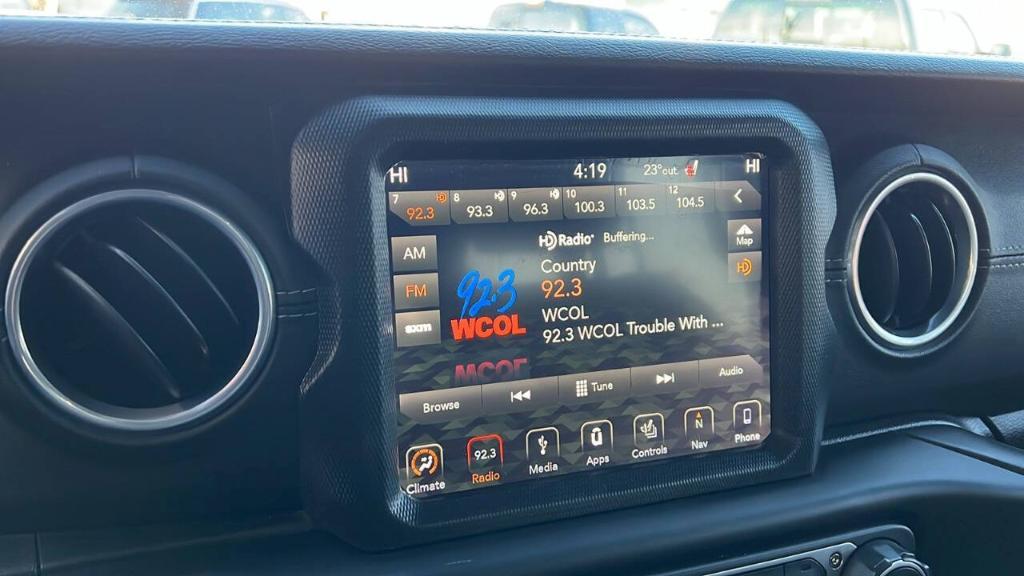 HI 4:19 23°out HI
7 92.3 8 93.3 9 96.3 10 100.3 11 103.5 12 104.5
HD Radio Buffering...
AM
Country
Map
FM
92.3
HD
sxm
92.3
WCOL
WCOL
92.3 WCOL Trouble With ...
Browse Tune Audio
92.3 N
Climate Radio Media Apps Controls Nav Phone